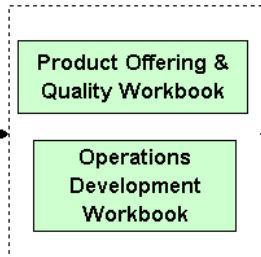 Product Offering &
Quality Workbook
Operations
Development
Workbook